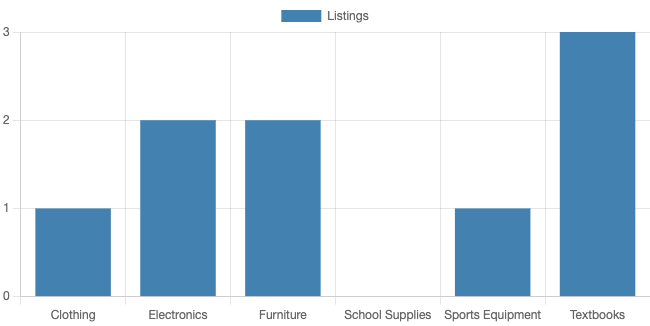 Listings
3
2
1
0
Clothing Electronics Furniture School Supplies Sports Equipment Textbooks